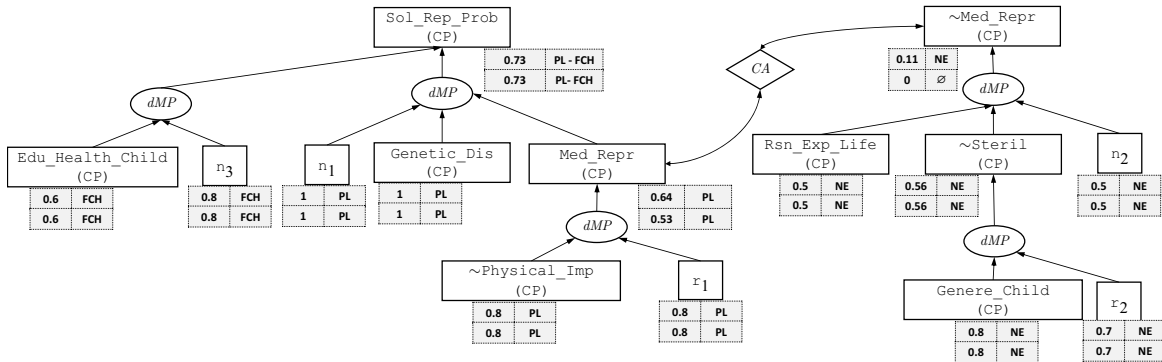 Sol_Rep_Prob
(CP)
0.73 PL - FCH
0.73 PL- FCH
~Med_Repr
(CP)
0.11 NE
0 ∅
CA
dMP
dMP
dMP
Edu_Health_Child
(CP)
0.6 FCH
0.6 FCH
n3
0.8 FCH
0.8 FCH
n1
1 PL
1 PL
Genetic_Dis
(CP)
1 PL
1 PL
Med_Repr
(CP)
0.64 PL
0.53 PL
Rsn_Exp_Life
(CP)
0.5 NE
0.5 NE
~Steril
(CP)
0.56 NE
0.56 NE
n2
0.5 NE
0.5 NE
dMP
dMP
~Physical_Imp
(CP)
0.8 PL
0.8 PL
r1
0.8 PL
0.8 PL
Genere_Child
(CP)
0.8 NE
0.8 NE
r2
0.7 NE
0.7 NE